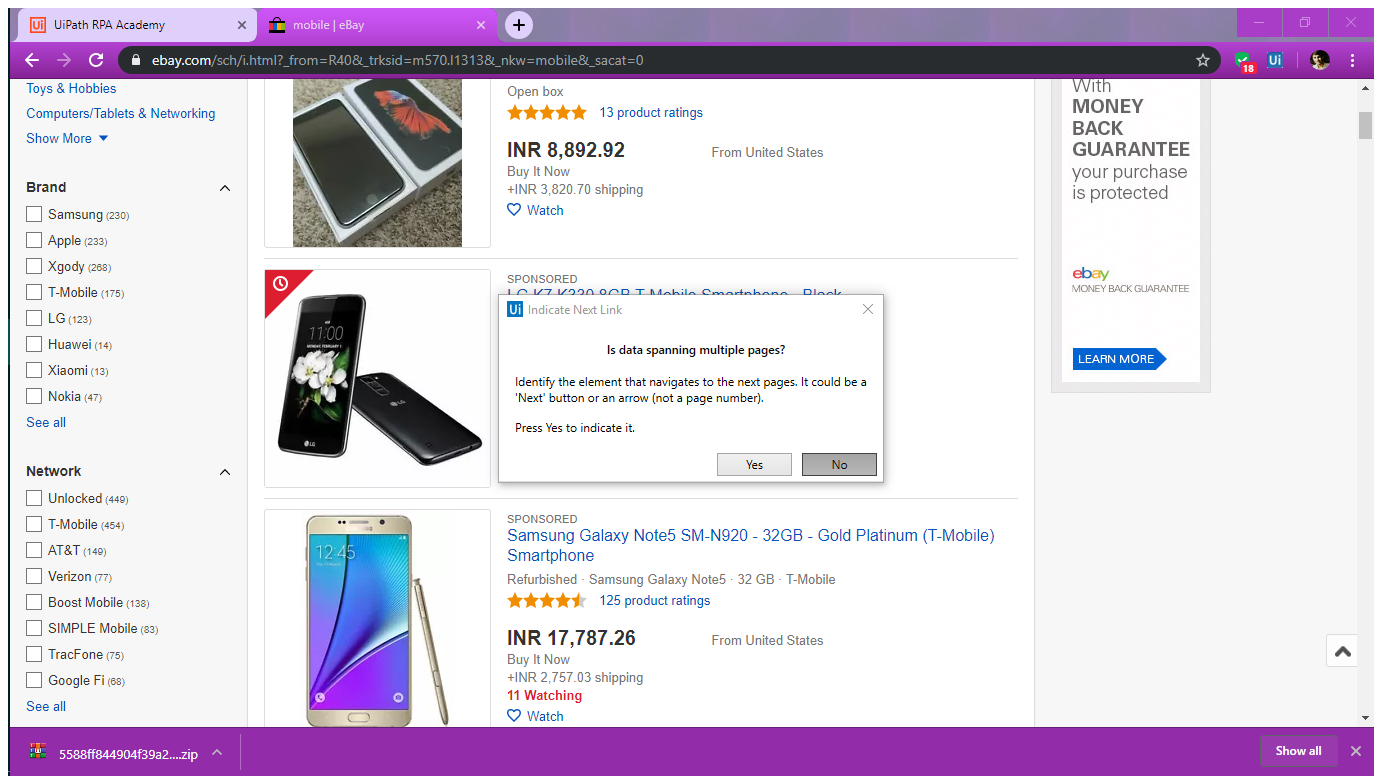 UiPath RPA Academy
mobile | eBay
ebay.com/sch/i.html?_from=R40&_trksid=m570.l1313&_nkw=mobile&_sacat=0
18
Ui
Toys & Hobbies
Computers/Tablets & Networking
Show More
Brand
Samsung (230)
Apple (233)
Xgody (268)
T-Mobile (175)
LG (123)
Huawei (14)
Xiaomi (13)
Nokia (47)
See all
Network
Unlocked (449)
T-Mobile (454)
AT&T (149)
Verizon (77)
Boost Mobile (138)
SIMPLE Mobile (83)
TracFone (75)
Google Fi (68)
See all
Open box
13 product ratings
INR 8,892.92
From United States
Buy It Now
+INR 3,820.70 shipping
Watch
SPONSORED
LG K7 K330 8GB T-Mobile Smartphone - Black
11:00
LG
Ui Indicate Next Link
Is data spanning multiple pages?
Identify the element that navigates to the next pages. It could be a
'Next' button or an arrow (not a page number).
Press Yes to indicate it.
Yes
No
SPONSORED
Samsung Galaxy Note5 SM-N920 - 32GB - Gold Platinum (T-Mobile)
Smartphone
Refurbished · Samsung Galaxy Note5 · 32 GB · T-Mobile
125 product ratings
INR 17,787.26
From United States
Buy It Now
+INR 2,757.03 shipping
11 Watching
Watch
12:45
With
MONEY
BACK
GUARANTEE
your purchase
is protected
ebay
MONEY BACK GUARANTEE
LEARN MORE
5588ff844904f39a2....zip
Show all